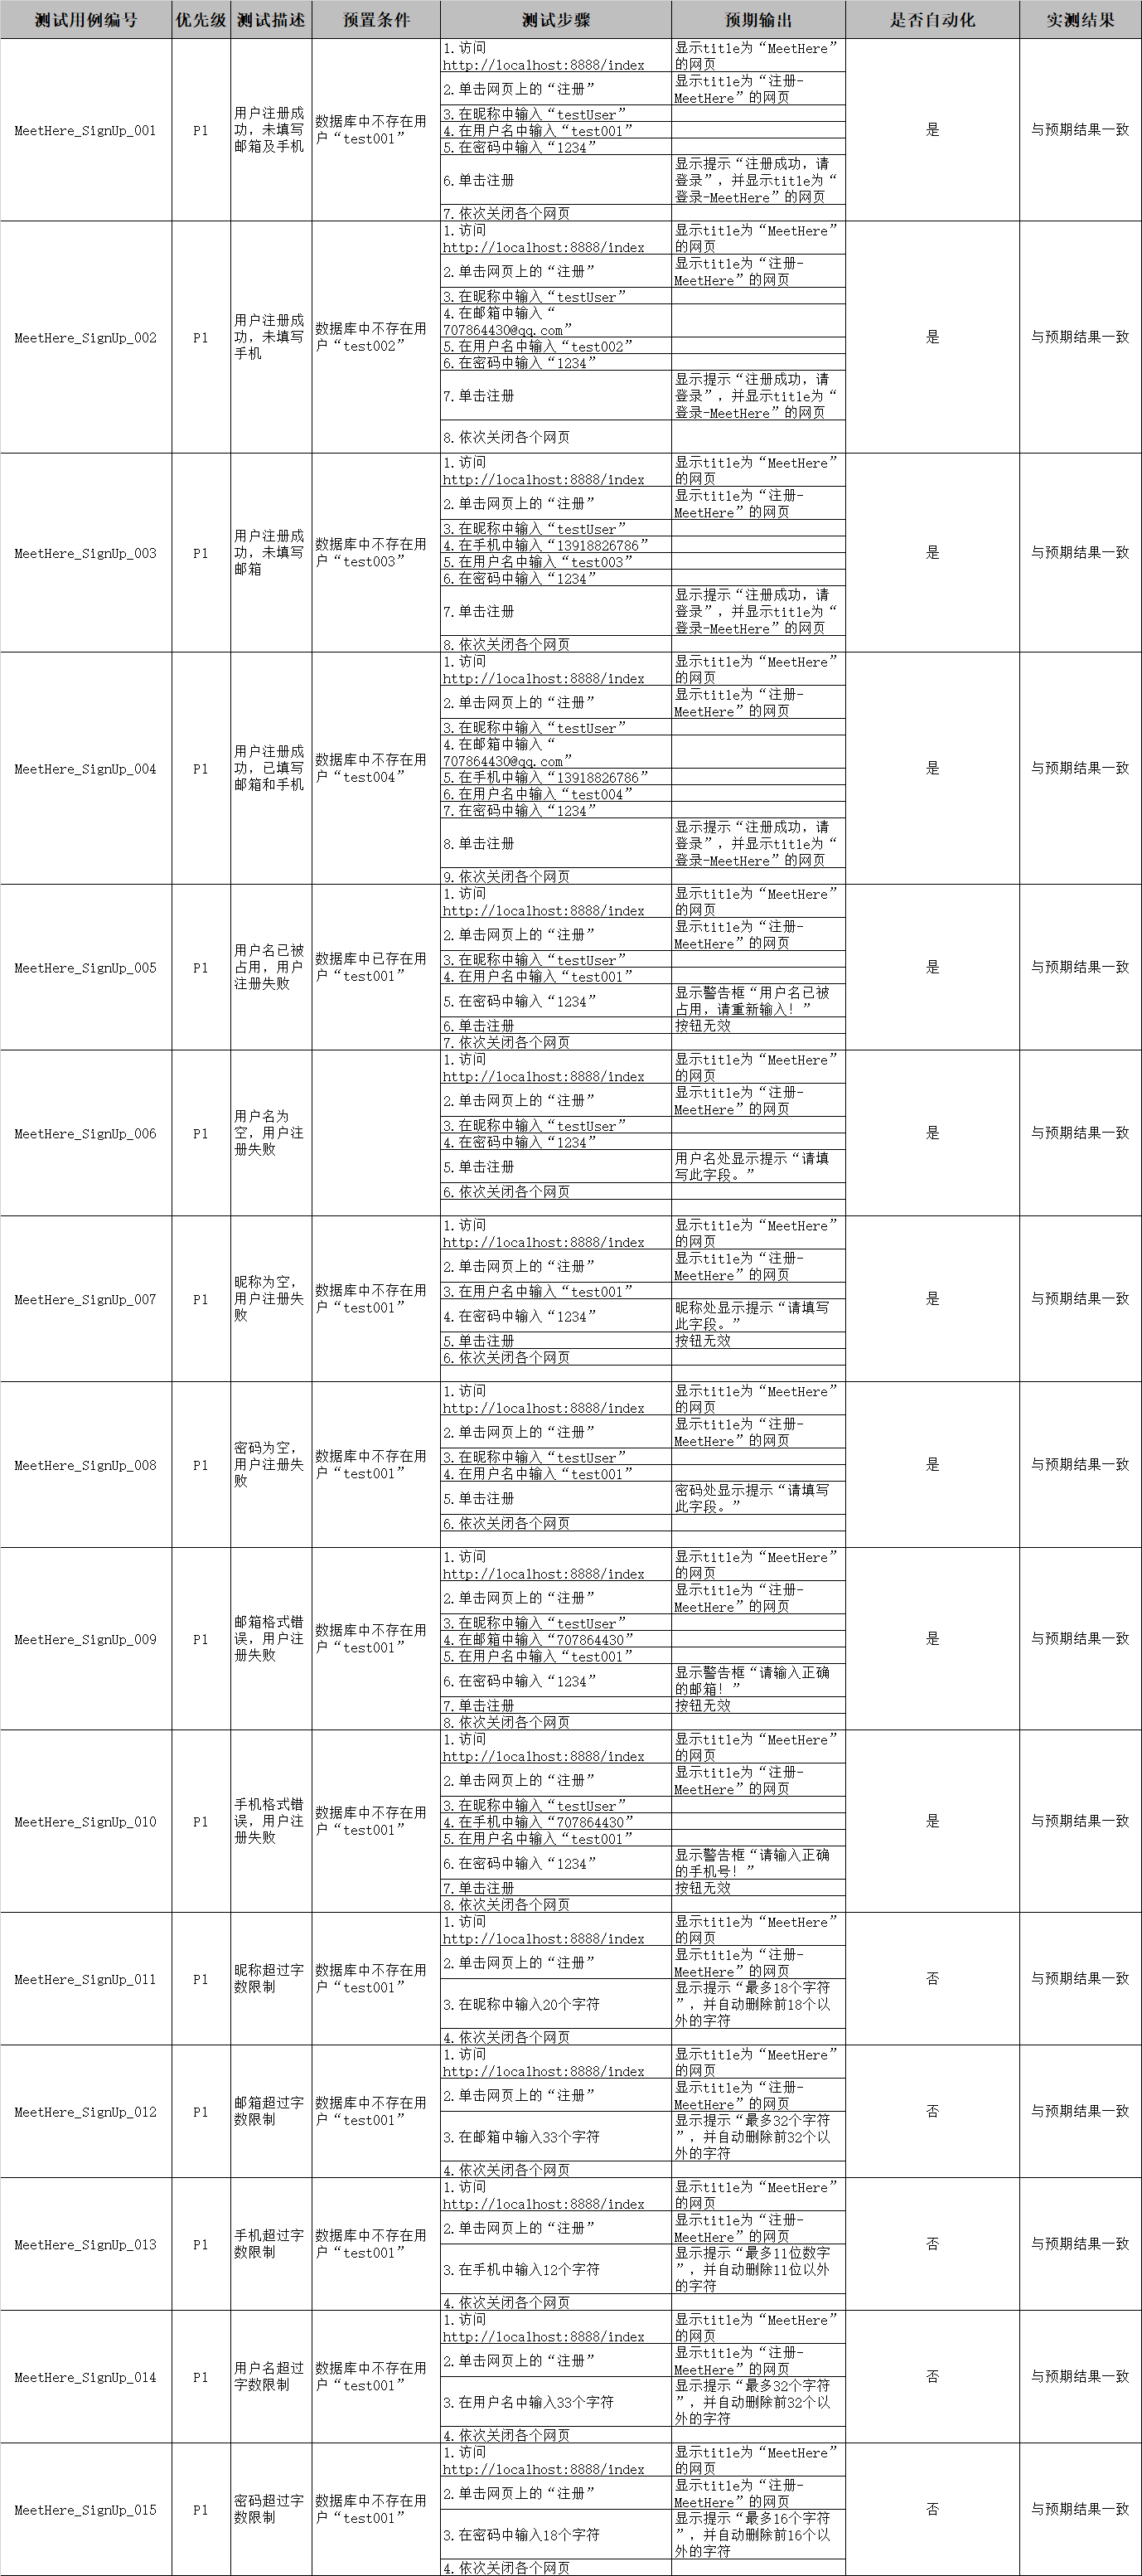 测试用例编号 优先级 测试描述 预置条件 测试步骤 预期输出 是否自动化 实测结果
MeetHere_SignUp_001
P1
用户注册成
功，未填写
邮箱及手机
数据库中不存在用
户“test001”
1.访问
http://localhost:8888/index
显示title为“MeetHere”
的网页
2.单击网页上的“注册”
显示title为“注册-
MeetHere”的网页
3.在昵称中输入“testUser”
4.在用户名中输入“test001”
5.在密码中输入“1234”
6.单击注册
显示提示“注册成功，请
登录”，并显示title为“
登录-MeetHere”的网页
7.依次关闭各个网页
是
与预期结果一致
MeetHere_SignUp_002
P1
用户注册成
功，未填写
手机
数据库中不存在用
户“test002”
1.访问
http://localhost:8888/index
显示title为“MeetHere”
的网页
2.单击网页上的“注册”
显示title为“注册-
MeetHere”的网页
3.在昵称中输入“testUser”
4.在邮箱中输入“
707864430@qq.com”
5.在用户名中输入“test002”
6.在密码中输入“1234”
7.单击注册
显示提示“注册成功，请
登录”，并显示title为“
登录-MeetHere”的网页
8.依次关闭各个网页
是
与预期结果一致
MeetHere_SignUp_003
P1
用户注册成
功，未填写
邮箱
数据库中不存在用
户“test003”
1.访问
http://localhost:8888/index
显示title为“MeetHere”
的网页
2.单击网页上的“注册”
显示title为“注册-
MeetHere”的网页
3.在昵称中输入“testUser”
4.在手机中输入“13918826786”
5.在用户名中输入“test003”
6.在密码中输入“1234”
7.单击注册
显示提示“注册成功，请
登录”，并显示title为“
登录-MeetHere”的网页
8.依次关闭各个网页
是
与预期结果一致
MeetHere_SignUp_004
P1
用户注册成
功，已填写
邮箱和手机
数据库中不存在用
户“test004”
1.访问
http://localhost:8888/index
显示title为“MeetHere”
的网页
2.单击网页上的“注册”
显示title为“注册-
MeetHere”的网页
3.在昵称中输入“testUser”
4.在邮箱中输入“
707864430@qq.com”
5.在手机中输入“13918826786”
6.在用户名中输入“test004”
7.在密码中输入“1234”
8.单击注册
显示提示“注册成功，请
登录”，并显示title为“
登录-MeetHere”的网页
9.依次关闭各个网页
是
与预期结果一致
MeetHere_SignUp_005
P1
用户名已被
占用，用户
注册失败
数据库中已存在用
户“test001”
1.访问
http://localhost:8888/index
显示title为“MeetHere”
的网页
2.单击网页上的“注册”
显示title为“注册-
MeetHere”的网页
3.在昵称中输入“testUser”
4.在用户名中输入“test001”
5.在密码中输入“1234”
显示警告框“用户名已被
占用，请重新输入！”
6.单击注册
按钮无效
7.依次关闭各个网页
是
与预期结果一致
MeetHere_SignUp_006
P1
用户名为
空，用户注
册失败
1.访问
http://localhost:8888/index
显示title为“MeetHere”
的网页
2.单击网页上的“注册”
显示title为“注册-
MeetHere”的网页
3.在昵称中输入“testUser”
4.在密码中输入“1234”
5.单击注册
用户名处显示提示“请填
写此字段。”
6.依次关闭各个网页
是
与预期结果一致
MeetHere_SignUp_007
P1
昵称为空，
用户注册失
败
数据库中不存在用
户“test001”
1.访问
http://localhost:8888/index
显示title为“MeetHere”
的网页
2.单击网页上的“注册”
显示title为“注册-
MeetHere”的网页
3.在用户名中输入“test001”
4.在密码中输入“1234”
昵称处显示提示“请填写
此字段。”
5.单击注册
按钮无效
6.依次关闭各个网页
是
与预期结果一致
MeetHere_SignUp_008
P1
密码为空，
用户注册失
败
数据库中不存在用
户“test001”
1.访问
http://localhost:8888/index
显示title为“MeetHere”
的网页
2.单击网页上的“注册”
显示title为“注册-
MeetHere”的网页
3.在昵称中输入“testUser”
4.在用户名中输入“test001”
5.单击注册
密码处显示提示“请填写
此字段。”
6.依次关闭各个网页
是
与预期结果一致
MeetHere_SignUp_009
P1
邮箱格式错
误，用户注
册失败
数据库中不存在用
户“test001”
1.访问
http://localhost:8888/index
显示title为“MeetHere”
的网页
2.单击网页上的“注册”
显示title为“注册-
MeetHere”的网页
3.在昵称中输入“testUser”
4.在邮箱中输入“707864430”
5.在用户名中输入“test001”
6.在密码中输入“1234”
显示警告框“请输入正确
的邮箱！”
7.单击注册
按钮无效
8.依次关闭各个网页
是
与预期结果一致
MeetHere_SignUp_010
P1
手机格式错
误，用户注
册失败
数据库中不存在用
户“test001”
1.访问
http://localhost:8888/index
显示title为“MeetHere”
的网页
2.单击网页上的“注册”
显示title为“注册-
MeetHere”的网页
3.在昵称中输入“testUser”
4.在手机中输入“707864430”
5.在用户名中输入“test001”
6.在密码中输入“1234”
显示警告框“请输入正确
的手机号！”
7.单击注册
按钮无效
8.依次关闭各个网页
是
与预期结果一致
MeetHere_SignUp_011
P1
昵称超过字
数限制
数据库中不存在用
户“test001”
1.访问
http://localhost:8888/index
显示title为“MeetHere”
的网页
2.单击网页上的“注册”
显示title为“注册-
MeetHere”的网页
3.在昵称中输入20个字符
显示提示“最多18个字符
”，并自动删除前18个以
外的字符
4.依次关闭各个网页
否
与预期结果一致
MeetHere_SignUp_012
P1
邮箱超过字
数限制
数据库中不存在用
户“test001”
1.访问
http://localhost:8888/index
显示title为“MeetHere”
的网页
2.单击网页上的“注册”
显示title为“注册-
MeetHere”的网页
3.在邮箱中输入33个字符
显示提示“最多32个字符
”，并自动删除前32个以
外的字符
4.依次关闭各个网页
否
与预期结果一致
MeetHere_SignUp_013
P1
手机超过字
数限制
数据库中不存在用
户“test001”
1.访问
http://localhost:8888/index
显示title为“MeetHere”
的网页
2.单击网页上的“注册”
显示title为“注册-
MeetHere”的网页
3.在手机中输入12个字符
显示提示“最多11位数字
”，并自动删除11位以外
的字符
4.依次关闭各个网页
否
与预期结果一致
MeetHere_SignUp_014
P1
用户名超过
字数限制
数据库中不存在用
户“test001”
1.访问
http://localhost:8888/index
显示title为“MeetHere”
的网页
2.单击网页上的“注册”
显示title为“注册-
MeetHere”的网页
3.在用户名中输入33个字符
显示提示“最多32个字符
”，并自动删除前32个以
外的字符
4.依次关闭各个网页
否
与预期结果一致
MeetHere_SignUp_015
P1
密码超过字
数限制
数据库中不存在用
户“test001”
1.访问
http://localhost:8888/index
显示title为“MeetHere”
的网页
2.单击网页上的“注册”
显示title为“注册-
MeetHere”的网页
3.在密码中输入18个字符
显示提示“最多16个字符
”，并自动删除前16个以
外的字符
4.依次关闭各个网页
否
与预期结果一致